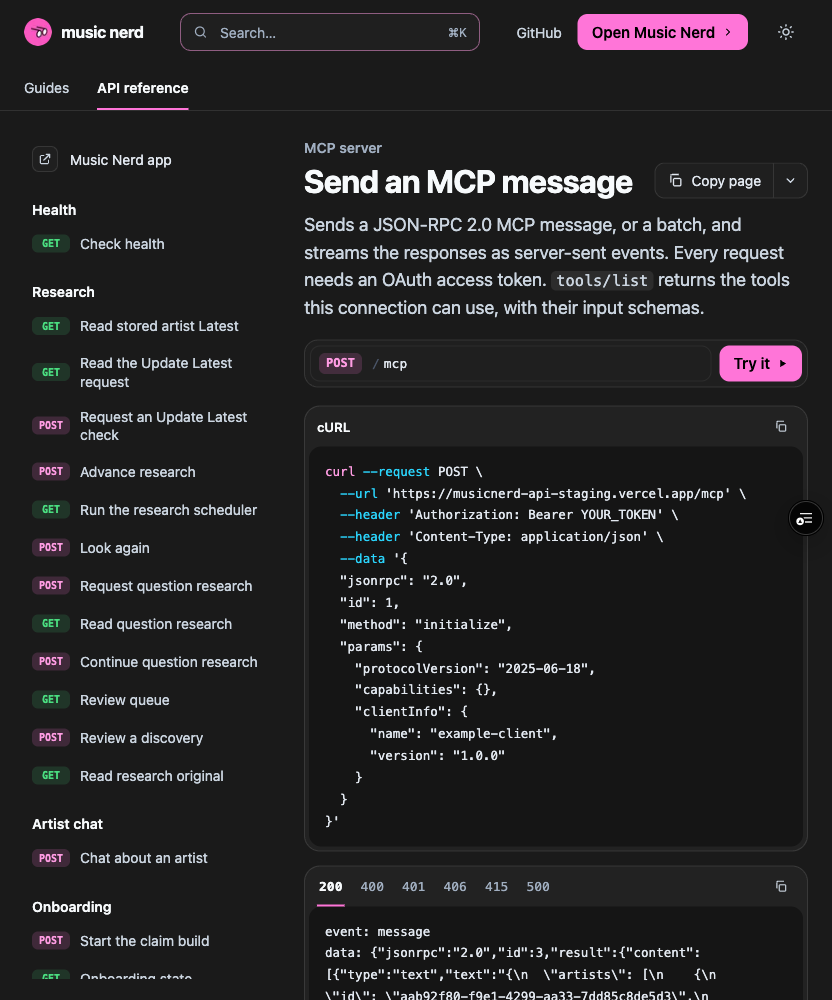 music nerd
Search...
⌘K
GitHub
Open Music Nerd
Guides
API reference
Music Nerd app
Health
GET Check health
Research
GET Read stored artist Latest
GET Read the Update Latest
request
POST Request an Update Latest
check
POST Advance research
GET Run the research scheduler
POST Look again
POST Request question research
GET Read question research
POST Continue question research
GET Review queue
POST Review a discovery
GET Read research original
Artist chat
POST Chat about an artist
Onboarding
POST Start the claim build
GET Onboarding state
MCP server
Send an MCP message
Copy page
Sends a JSON-RPC 2.0 MCP message, or a batch, and
streams the responses as server-sent events. Every request
needs an OAuth access token. tools/list returns the tools
this connection can use, with their input schemas.
POST / mcp
Try it
cURL
curl --request POST \
  --url 'https://musicnerd-api-staging.vercel.app/mcp' \
  --header 'Authorization: Bearer YOUR_TOKEN' \
  --header 'Content-Type: application/json' \
  --data '{
  "jsonrpc": "2.0",
  "id": 1,
  "method": "initialize",
  "params": {
    "protocolVersion": "2025-06-18",
    "capabilities": {},
    "clientInfo": {
      "name": "example-client",
      "version": "1.0.0"
    }
  }
}'
200 400 401 406 415 500
event: message
data: {"jsonrpc":"2.0","id":3,"result":{"content":
[{"type":"text","text":"{\n  \"artists\": [\n    {\n
\"id\": \"aab92f80-f9e1-4299-aa33-7dd85c8de5d3\",\n